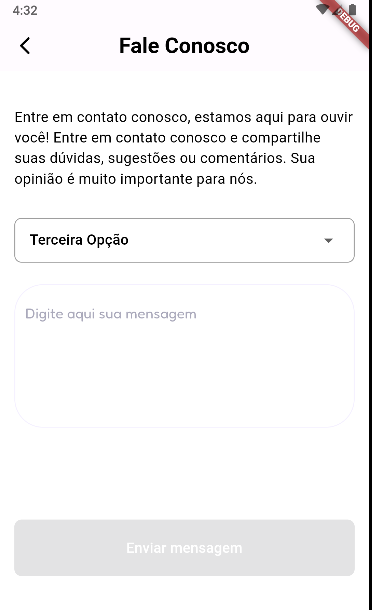 4:32
DEBUG
Fale Conosco
Entre em contato conosco, estamos aqui para ouvir
você! Entre em contato conosco e compartilhe
suas dúvidas, sugestões ou comentários. Sua
opinião é muito importante para nós.
Terceira Opção
Digite aqui sua mensagem
Enviar mensagem